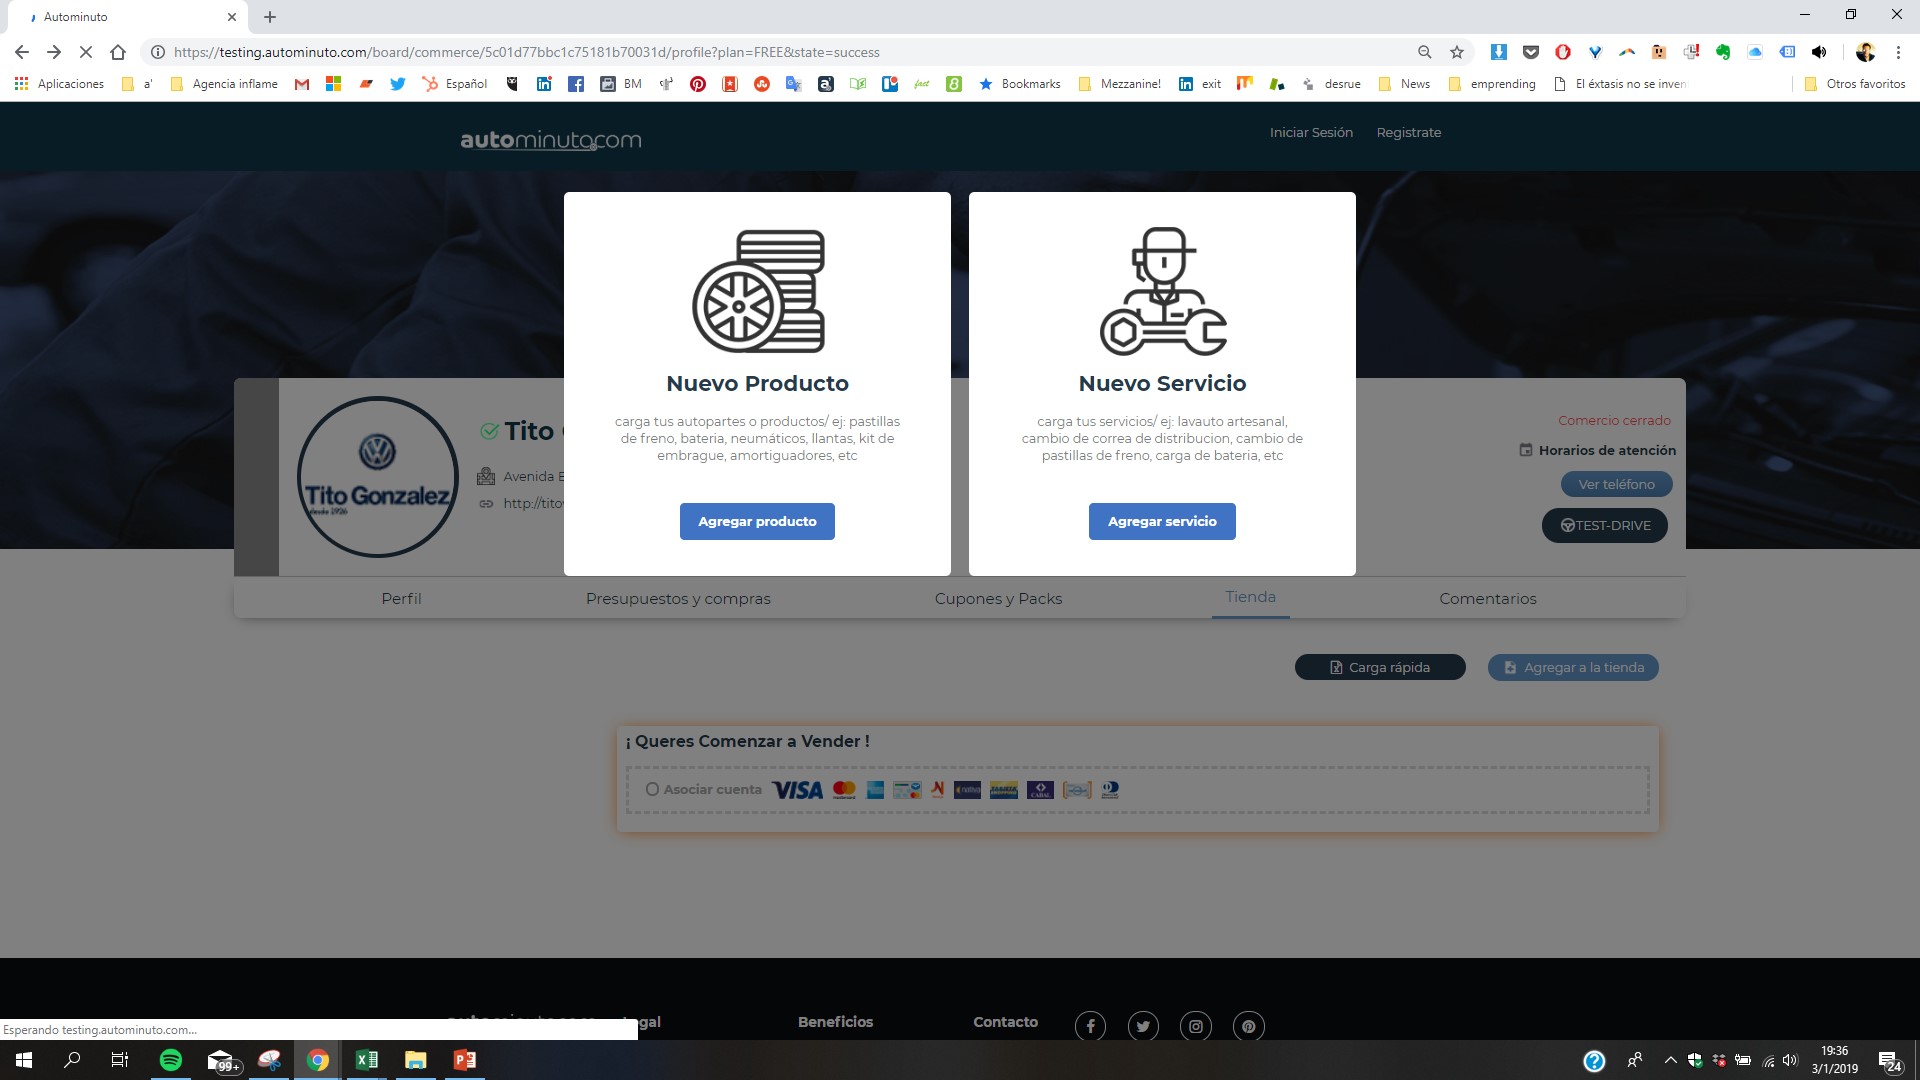 Autominuto
https://testing.autominuto.com/board/commerce/5c01d77bbc1c75181b70031d/profile?plan=FREE&state=success
Aplicaciones
a'
Agencia inflame
Español
BM
Bookmarks
Mezzanine!
exit
desrue
News
emprending
El éxtasis no se inven
Otros favoritos
autominuto.com
Iniciar Sesión
Registrate
Nuevo Producto
carga tus autopartes o productos/ ej: pastillas
de freno, bateria, neumáticos, llantas, kit de
embrague, amortiguadores, etc
Agregar producto
Nuevo Servicio
carga tus servicios/ ej: lavauto artesanal,
cambio de correa de distribucion, cambio de
pastillas de freno, carga de bateria, etc
Agregar servicio
Tito Gonzalez
desde 1926
Tito
Avenida
http://tito
Comercio cerrado
Horarios de atención
Ver teléfono
TEST-DRIVE
Perfil
Presupuestos y compras
Cupones y Packs
Tienda
Comentarios
Carga rápida
Agregar a la tienda
¡ Queres Comenzar a Vender !
Asociar cuenta
VISA
nativa
CABAL
Legal
Beneficios
Contacto
Esperando testing.autominuto.com...
99+
19:36
3/1/2019
24